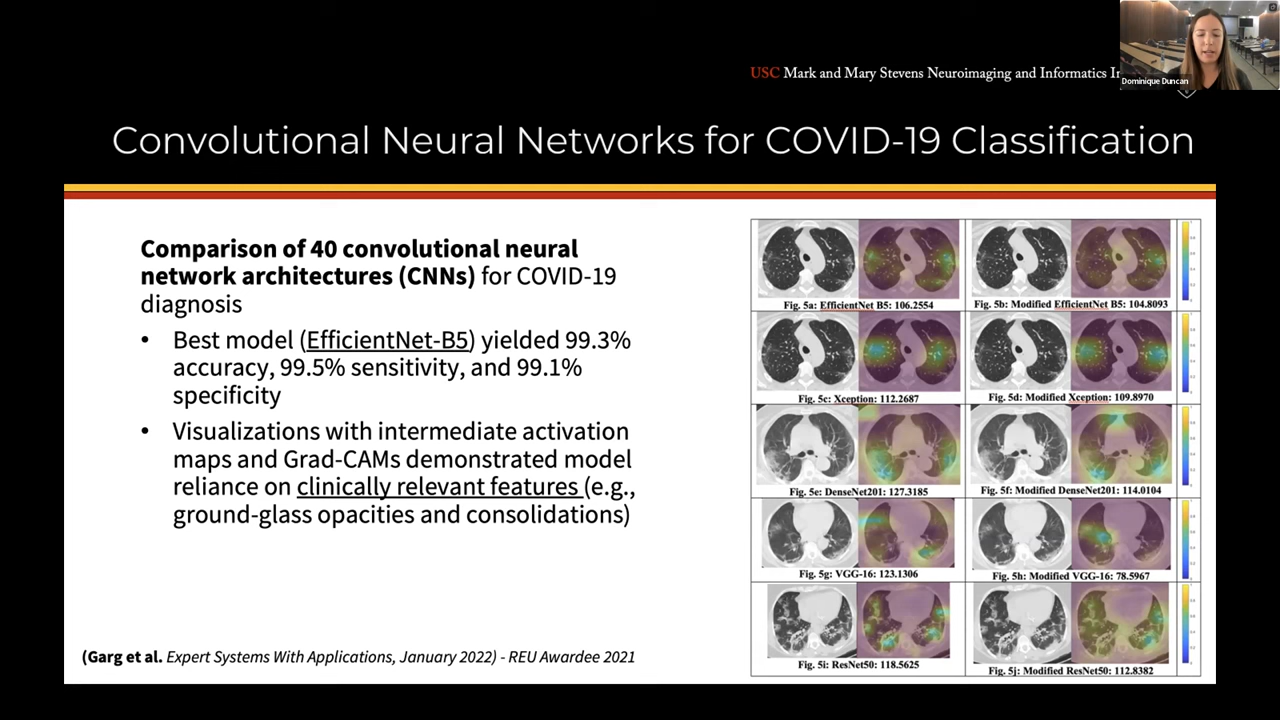 USC Mark and Mary Stevens Neuroimaging and Informatics
Dominique Duncan
Convolutional Neural Networks for COVID-19 Classification
Comparison of 40 convolutional neural
network architectures (CNNs) for COVID-19
diagnosis
• Best model (EfficientNet-B5) yielded 99.3%
accuracy, 99.5% sensitivity, and 99.1%
specificity
• Visualizations with intermediate activation
maps and Grad-CAMs demonstrated model
reliance on clinically relevant features (e.g.,
ground-glass opacities and consolidations)
(Garg et al. Expert Systems With Applications, January 2022) - REU Awardee 2021
Fig. 5a: EfficientNet B5: 106.2554
Fig. 5b: Modified EfficientNet B5: 104.8093
Fig. 5c: Xception: 112.2687
Fig. 5d: Modified Xception: 109.8970
Fig. 5e: DenseNet201: 127.3185
Fig. 5f: Modified DenseNet201: 114.0104
Fig. 5g: VGG-16: 123.1306
Fig. 5h: Modified VGG-16: 78.5967
Fig. 5i: ResNet50: 118.5625
Fig. 5j: Modified ResNet50: 112.8382